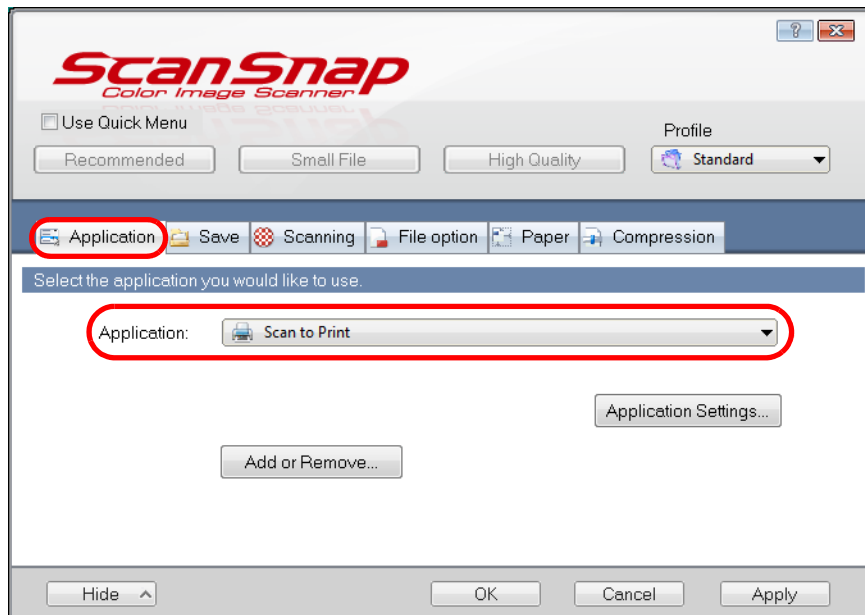 ScanSnap
Color Image Scanner
Use Quick Menu
Profile
Recommended Small File High Quality Standard
Application Save Scanning File option Paper Compression
Select the application you would like to use.
Application: Scan to Print
Application Settings...
Add or Remove...
Hide OK Cancel Apply